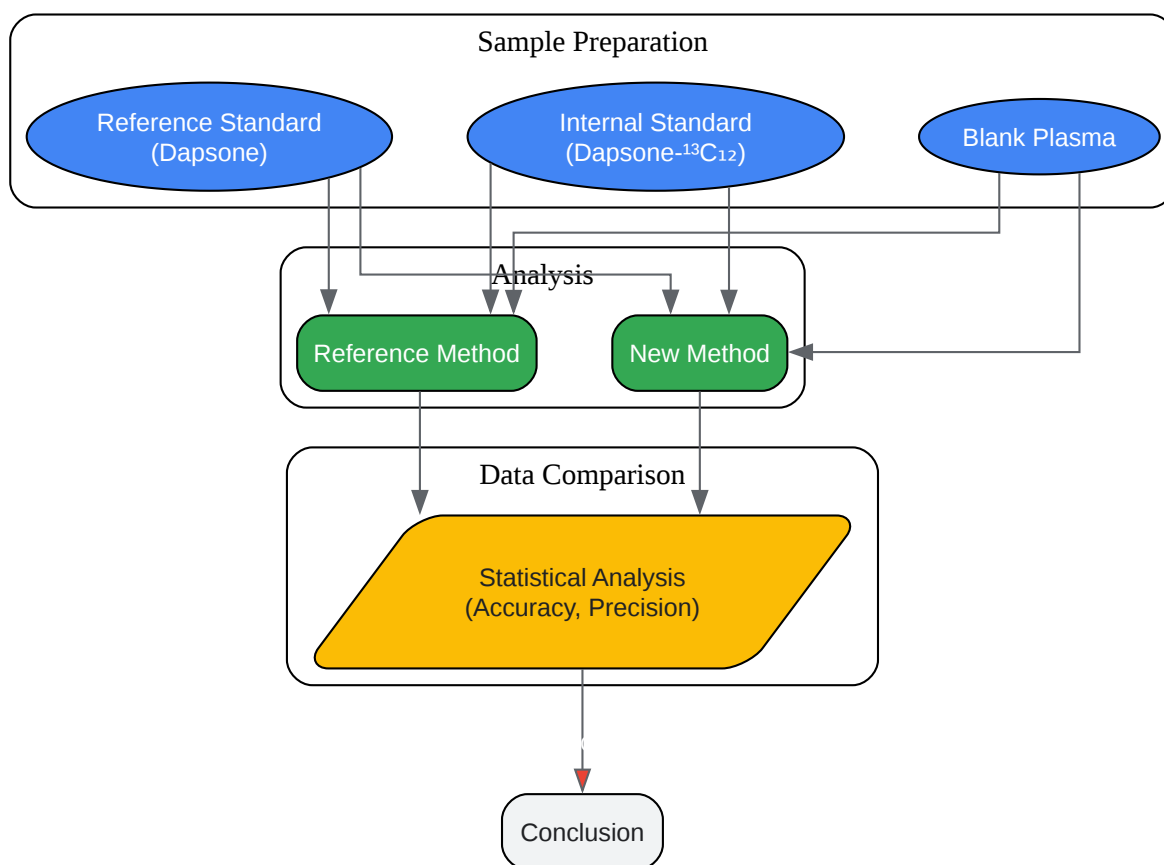 Sample Preparation
Reference Standard
(Dapsone)
Internal Standard
(Dapsone-¹³C₁₂)
Blank Plasma
Analysis
Reference Method
New Method
Data Comparison
Statistical Analysis
(Accuracy, Precision)
Conclusion